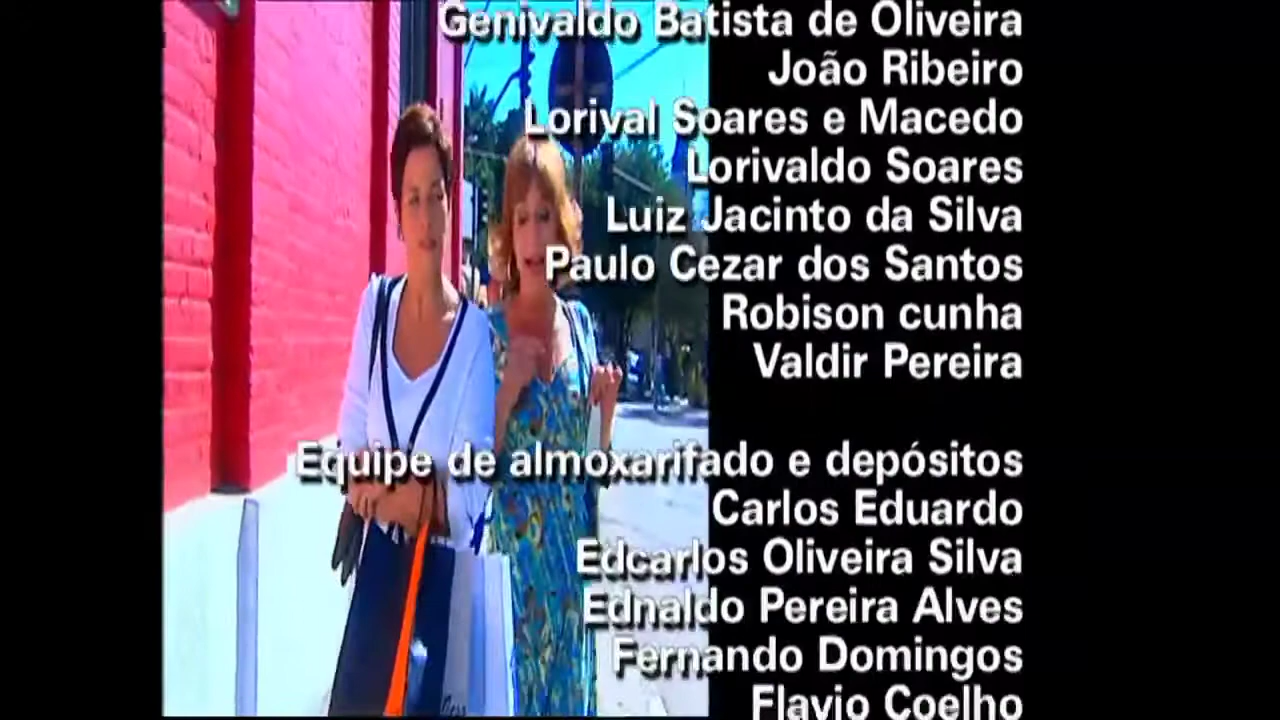 Genivaldo Batista de Oliveira
João Ribeiro
Lorival Soares e Macedo
Lorivaldo Soares
Luiz Jacinto da Silva
Paulo Cezar dos Santos
Robison cunha
Valdir Pereira
Equipe de almoxarifado e depósitos
Carlos Eduardo
Edcarlos Oliveira Silva
Ednaldo Pereira Alves
Fernando Domingos
Flavio Coelho